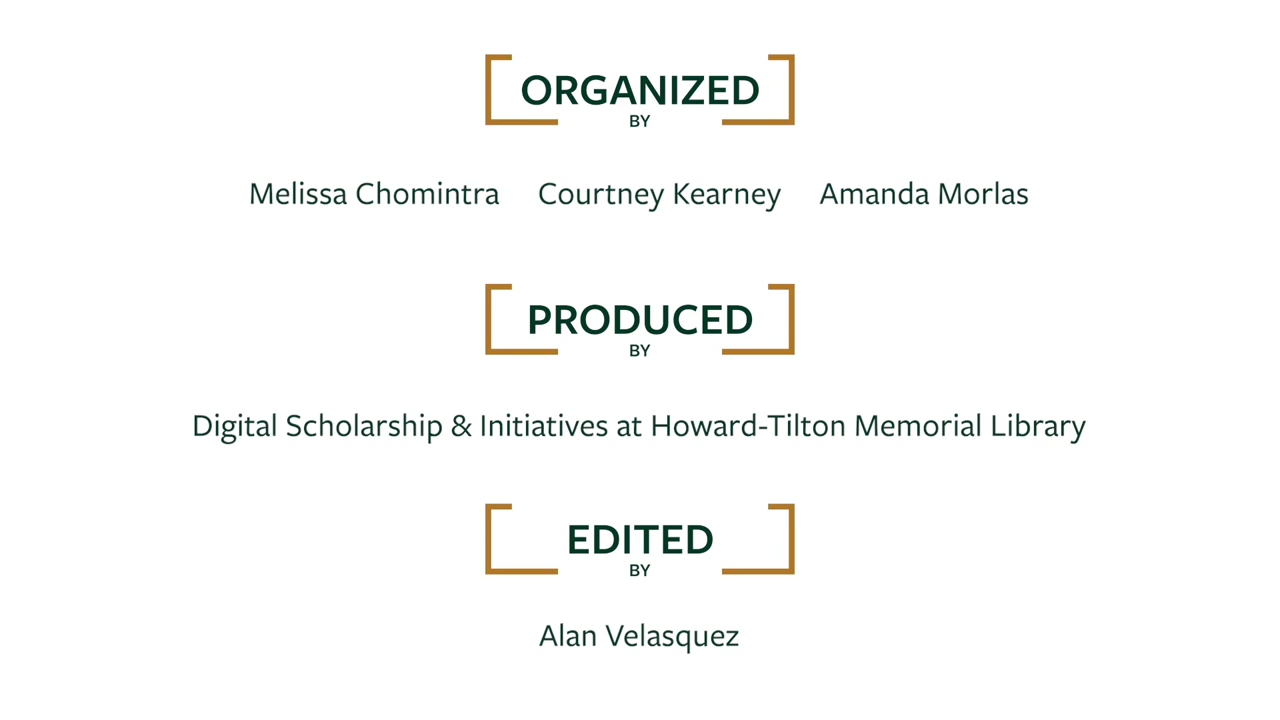 ORGANIZED
BY
Melissa Chomintra Courtney Kearney Amanda Morlas
PRODUCED
BY
Digital Scholarship & Initiatives at Howard-Tilton Memorial Library
EDITED
BY
Alan Velasquez